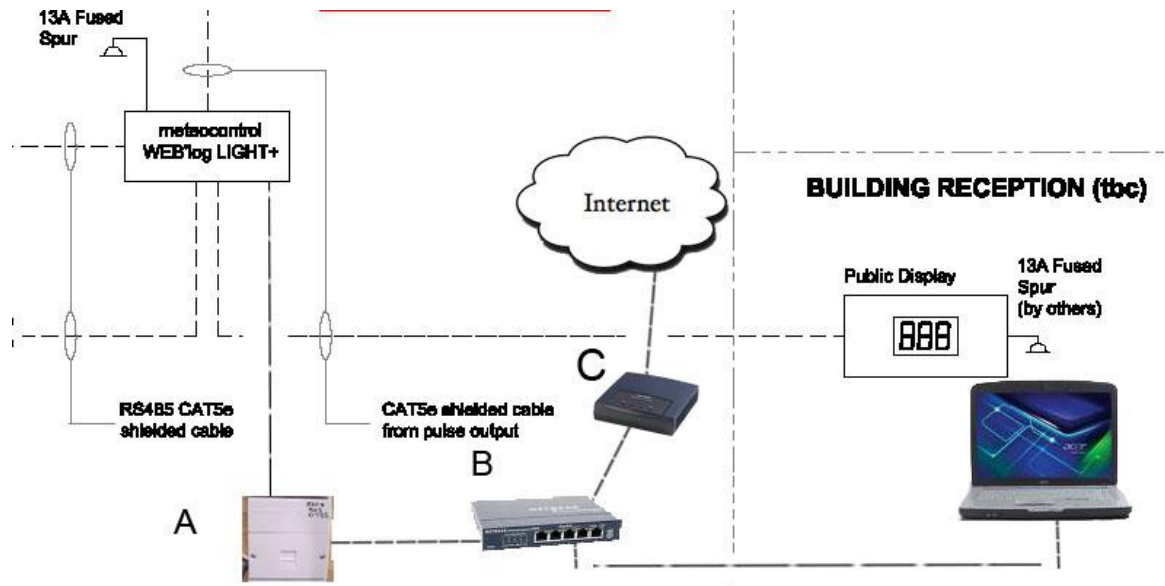 13A Fused
Spur
meteocontrol
WEB'log LIGHT+
Internet
BUILDING RECEPTION (tbc)
Public Display
13A Fused
Spur
(by others)
888
C
RS485 CAT5e
shielded cable
CAT5e shielded cable
from pulse output
B
A
acer